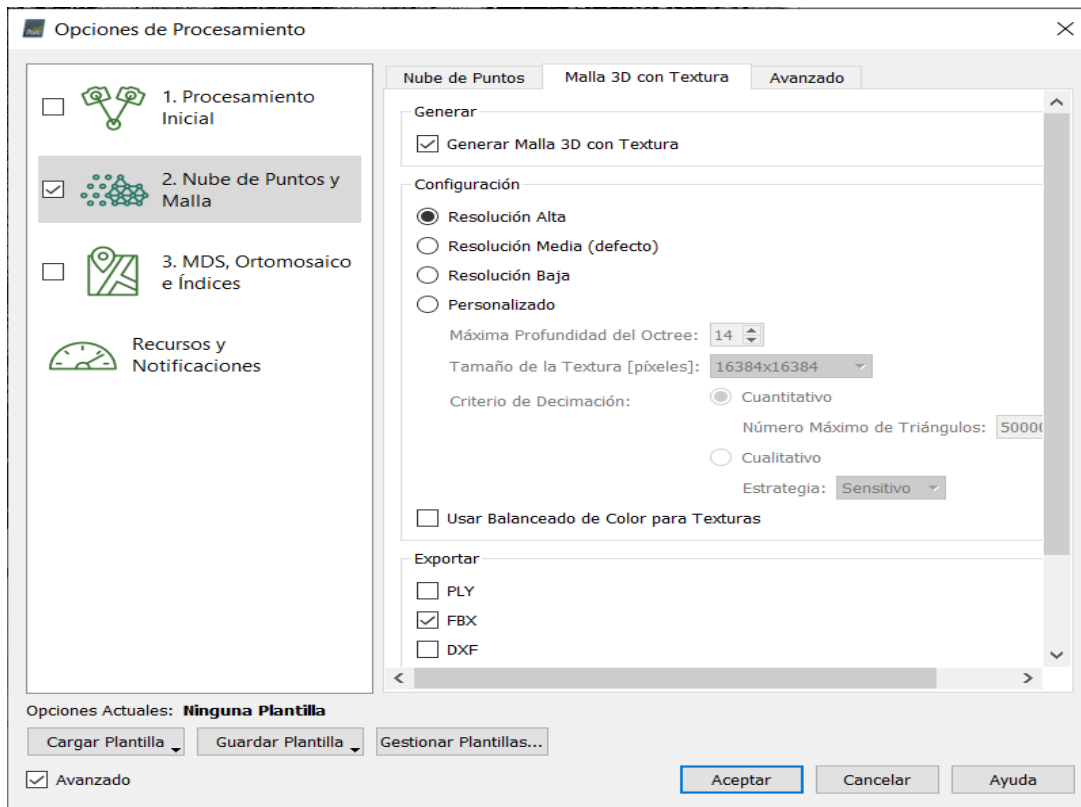 Opciones de Procesamiento
1. Procesamiento
Inicial
2. Nube de Puntos y
Malla
3. MDS, Ortomosaico
e Índices
Recursos y
Notificaciones
Nube de Puntos
Malla 3D con Textura
Avanzado
Generar
Generar Malla 3D con Textura
Configuración
Resolución Alta
Resolución Media (defecto)
Resolución Baja
Personalizado
Máxima Profundidad del Octree: 14
Tamaño de la Textura [píxeles]: 16384x16384
Criterio de Decimación: Cuantitativo
Número Máximo de Triángulos: 5000
Cualitativo
Estrategia: Sensitivo
Usar Balanceado de Color para Texturas
Exportar
PLY
FBX
DXF
Opciones Actuales: Ninguna Plantilla
Cargar Plantilla Guardar Plantilla Gestionar Plantillas...
Avanzado
Aceptar Cancelar Ayuda